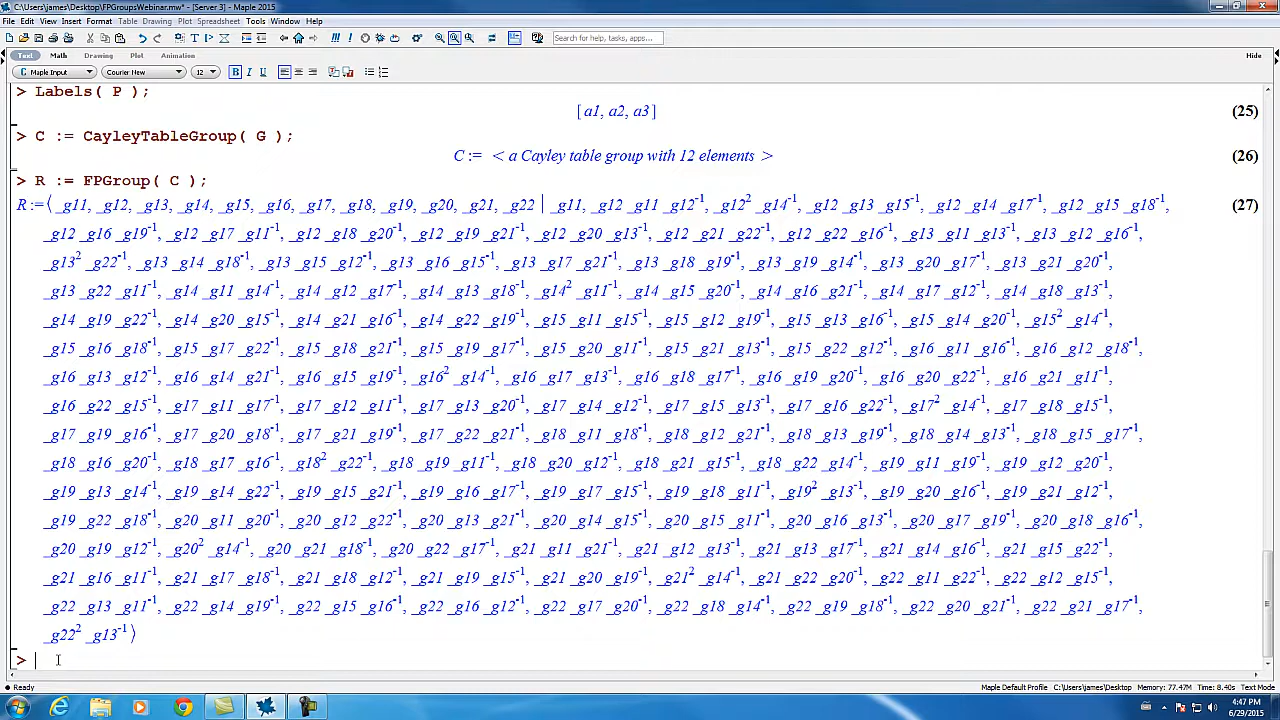 C:\Users\james\Desktop\FPGroupsWebinar.mw* - [Server 3] - Maple 2015
File Edit View Insert Format Table Drawing Plot Spreadsheet Tools Window Help
Search for help, tasks, apps...
Text Math Drawing Plot Animation Hide
Maple Input Courier New 12 B I U
> Labels( P );
[a1, a2, a3] (25)
> C := CayleyTableGroup( G );
C := < a Cayley table group with 12 elements > (26)
> R := FPGroup( C );
R := ⟨ _g11, _g12, _g13, _g14, _g15, _g16, _g17, _g18, _g19, _g20, _g21, _g22 | _g11, _g12 _g11 _g12⁻¹, _g12² _g14⁻¹, _g12 _g13 _g15⁻¹, _g12 _g14 _g17⁻¹, _g12 _g15 _g18⁻¹, (27)
_g12 _g16 _g19⁻¹, _g12 _g17 _g11⁻¹, _g12 _g18 _g20⁻¹, _g12 _g19 _g21⁻¹, _g12 _g20 _g13⁻¹, _g12 _g21 _g22⁻¹, _g12 _g22 _g16⁻¹, _g13 _g11 _g13⁻¹, _g13 _g12 _g16⁻¹,
_g13² _g22⁻¹, _g13 _g14 _g18⁻¹, _g13 _g15 _g12⁻¹, _g13 _g16 _g15⁻¹, _g13 _g17 _g21⁻¹, _g13 _g18 _g19⁻¹, _g13 _g19 _g14⁻¹, _g13 _g20 _g17⁻¹, _g13 _g21 _g20⁻¹,
_g13 _g22 _g11⁻¹, _g14 _g11 _g14⁻¹, _g14 _g12 _g17⁻¹, _g14 _g13 _g18⁻¹, _g14² _g11⁻¹, _g14 _g15 _g20⁻¹, _g14 _g16 _g21⁻¹, _g14 _g17 _g12⁻¹, _g14 _g18 _g13⁻¹,
_g14 _g19 _g22⁻¹, _g14 _g20 _g15⁻¹, _g14 _g21 _g16⁻¹, _g14 _g22 _g19⁻¹, _g15 _g11 _g15⁻¹, _g15 _g12 _g19⁻¹, _g15 _g13 _g16⁻¹, _g15 _g14 _g20⁻¹, _g15² _g14⁻¹,
_g15 _g16 _g18⁻¹, _g15 _g17 _g22⁻¹, _g15 _g18 _g21⁻¹, _g15 _g19 _g17⁻¹, _g15 _g20 _g11⁻¹, _g15 _g21 _g13⁻¹, _g15 _g22 _g12⁻¹, _g16 _g11 _g16⁻¹, _g16 _g12 _g18⁻¹,
_g16 _g13 _g12⁻¹, _g16 _g14 _g21⁻¹, _g16 _g15 _g19⁻¹, _g16² _g14⁻¹, _g16 _g17 _g13⁻¹, _g16 _g18 _g17⁻¹, _g16 _g19 _g20⁻¹, _g16 _g20 _g22⁻¹, _g16 _g21 _g11⁻¹,
_g16 _g22 _g15⁻¹, _g17 _g11 _g17⁻¹, _g17 _g12 _g11⁻¹, _g17 _g13 _g20⁻¹, _g17 _g14 _g12⁻¹, _g17 _g15 _g13⁻¹, _g17 _g16 _g22⁻¹, _g17² _g14⁻¹, _g17 _g18 _g15⁻¹,
_g17 _g19 _g16⁻¹, _g17 _g20 _g18⁻¹, _g17 _g21 _g19⁻¹, _g17 _g22 _g21⁻¹, _g18 _g11 _g18⁻¹, _g18 _g12 _g21⁻¹, _g18 _g13 _g19⁻¹, _g18 _g14 _g13⁻¹, _g18 _g15 _g17⁻¹,
_g18 _g16 _g20⁻¹, _g18 _g17 _g16⁻¹, _g18² _g22⁻¹, _g18 _g19 _g11⁻¹, _g18 _g20 _g12⁻¹, _g18 _g21 _g15⁻¹, _g18 _g22 _g14⁻¹, _g19 _g11 _g19⁻¹, _g19 _g12 _g20⁻¹,
_g19 _g13 _g14⁻¹, _g19 _g14 _g22⁻¹, _g19 _g15 _g21⁻¹, _g19 _g16 _g17⁻¹, _g19 _g17 _g15⁻¹, _g19 _g18 _g11⁻¹, _g19² _g13⁻¹, _g19 _g20 _g16⁻¹, _g19 _g21 _g12⁻¹,
_g19 _g22 _g18⁻¹, _g20 _g11 _g20⁻¹, _g20 _g12 _g22⁻¹, _g20 _g13 _g21⁻¹, _g20 _g14 _g15⁻¹, _g20 _g15 _g11⁻¹, _g20 _g16 _g13⁻¹, _g20 _g17 _g19⁻¹, _g20 _g18 _g16⁻¹,
_g20 _g19 _g12⁻¹, _g20² _g14⁻¹, _g20 _g21 _g18⁻¹, _g20 _g22 _g17⁻¹, _g21 _g11 _g21⁻¹, _g21 _g12 _g13⁻¹, _g21 _g13 _g17⁻¹, _g21 _g14 _g16⁻¹, _g21 _g15 _g22⁻¹,
_g21 _g16 _g11⁻¹, _g21 _g17 _g18⁻¹, _g21 _g18 _g12⁻¹, _g21 _g19 _g15⁻¹, _g21 _g20 _g19⁻¹, _g21² _g14⁻¹, _g21 _g22 _g20⁻¹, _g22 _g11 _g22⁻¹, _g22 _g12 _g15⁻¹,
_g22 _g13 _g11⁻¹, _g22 _g14 _g19⁻¹, _g22 _g15 _g16⁻¹, _g22 _g16 _g12⁻¹, _g22 _g17 _g20⁻¹, _g22 _g18 _g14⁻¹, _g22 _g19 _g18⁻¹, _g22 _g20 _g21⁻¹, _g22 _g21 _g17⁻¹,
_g22² _g13⁻¹ ⟩
>
Ready Maple Default Profile C:\Users\james\Desktop Memory: 77.47M Time: 8.40s Text Mode
4:47 PM
6/29/2015